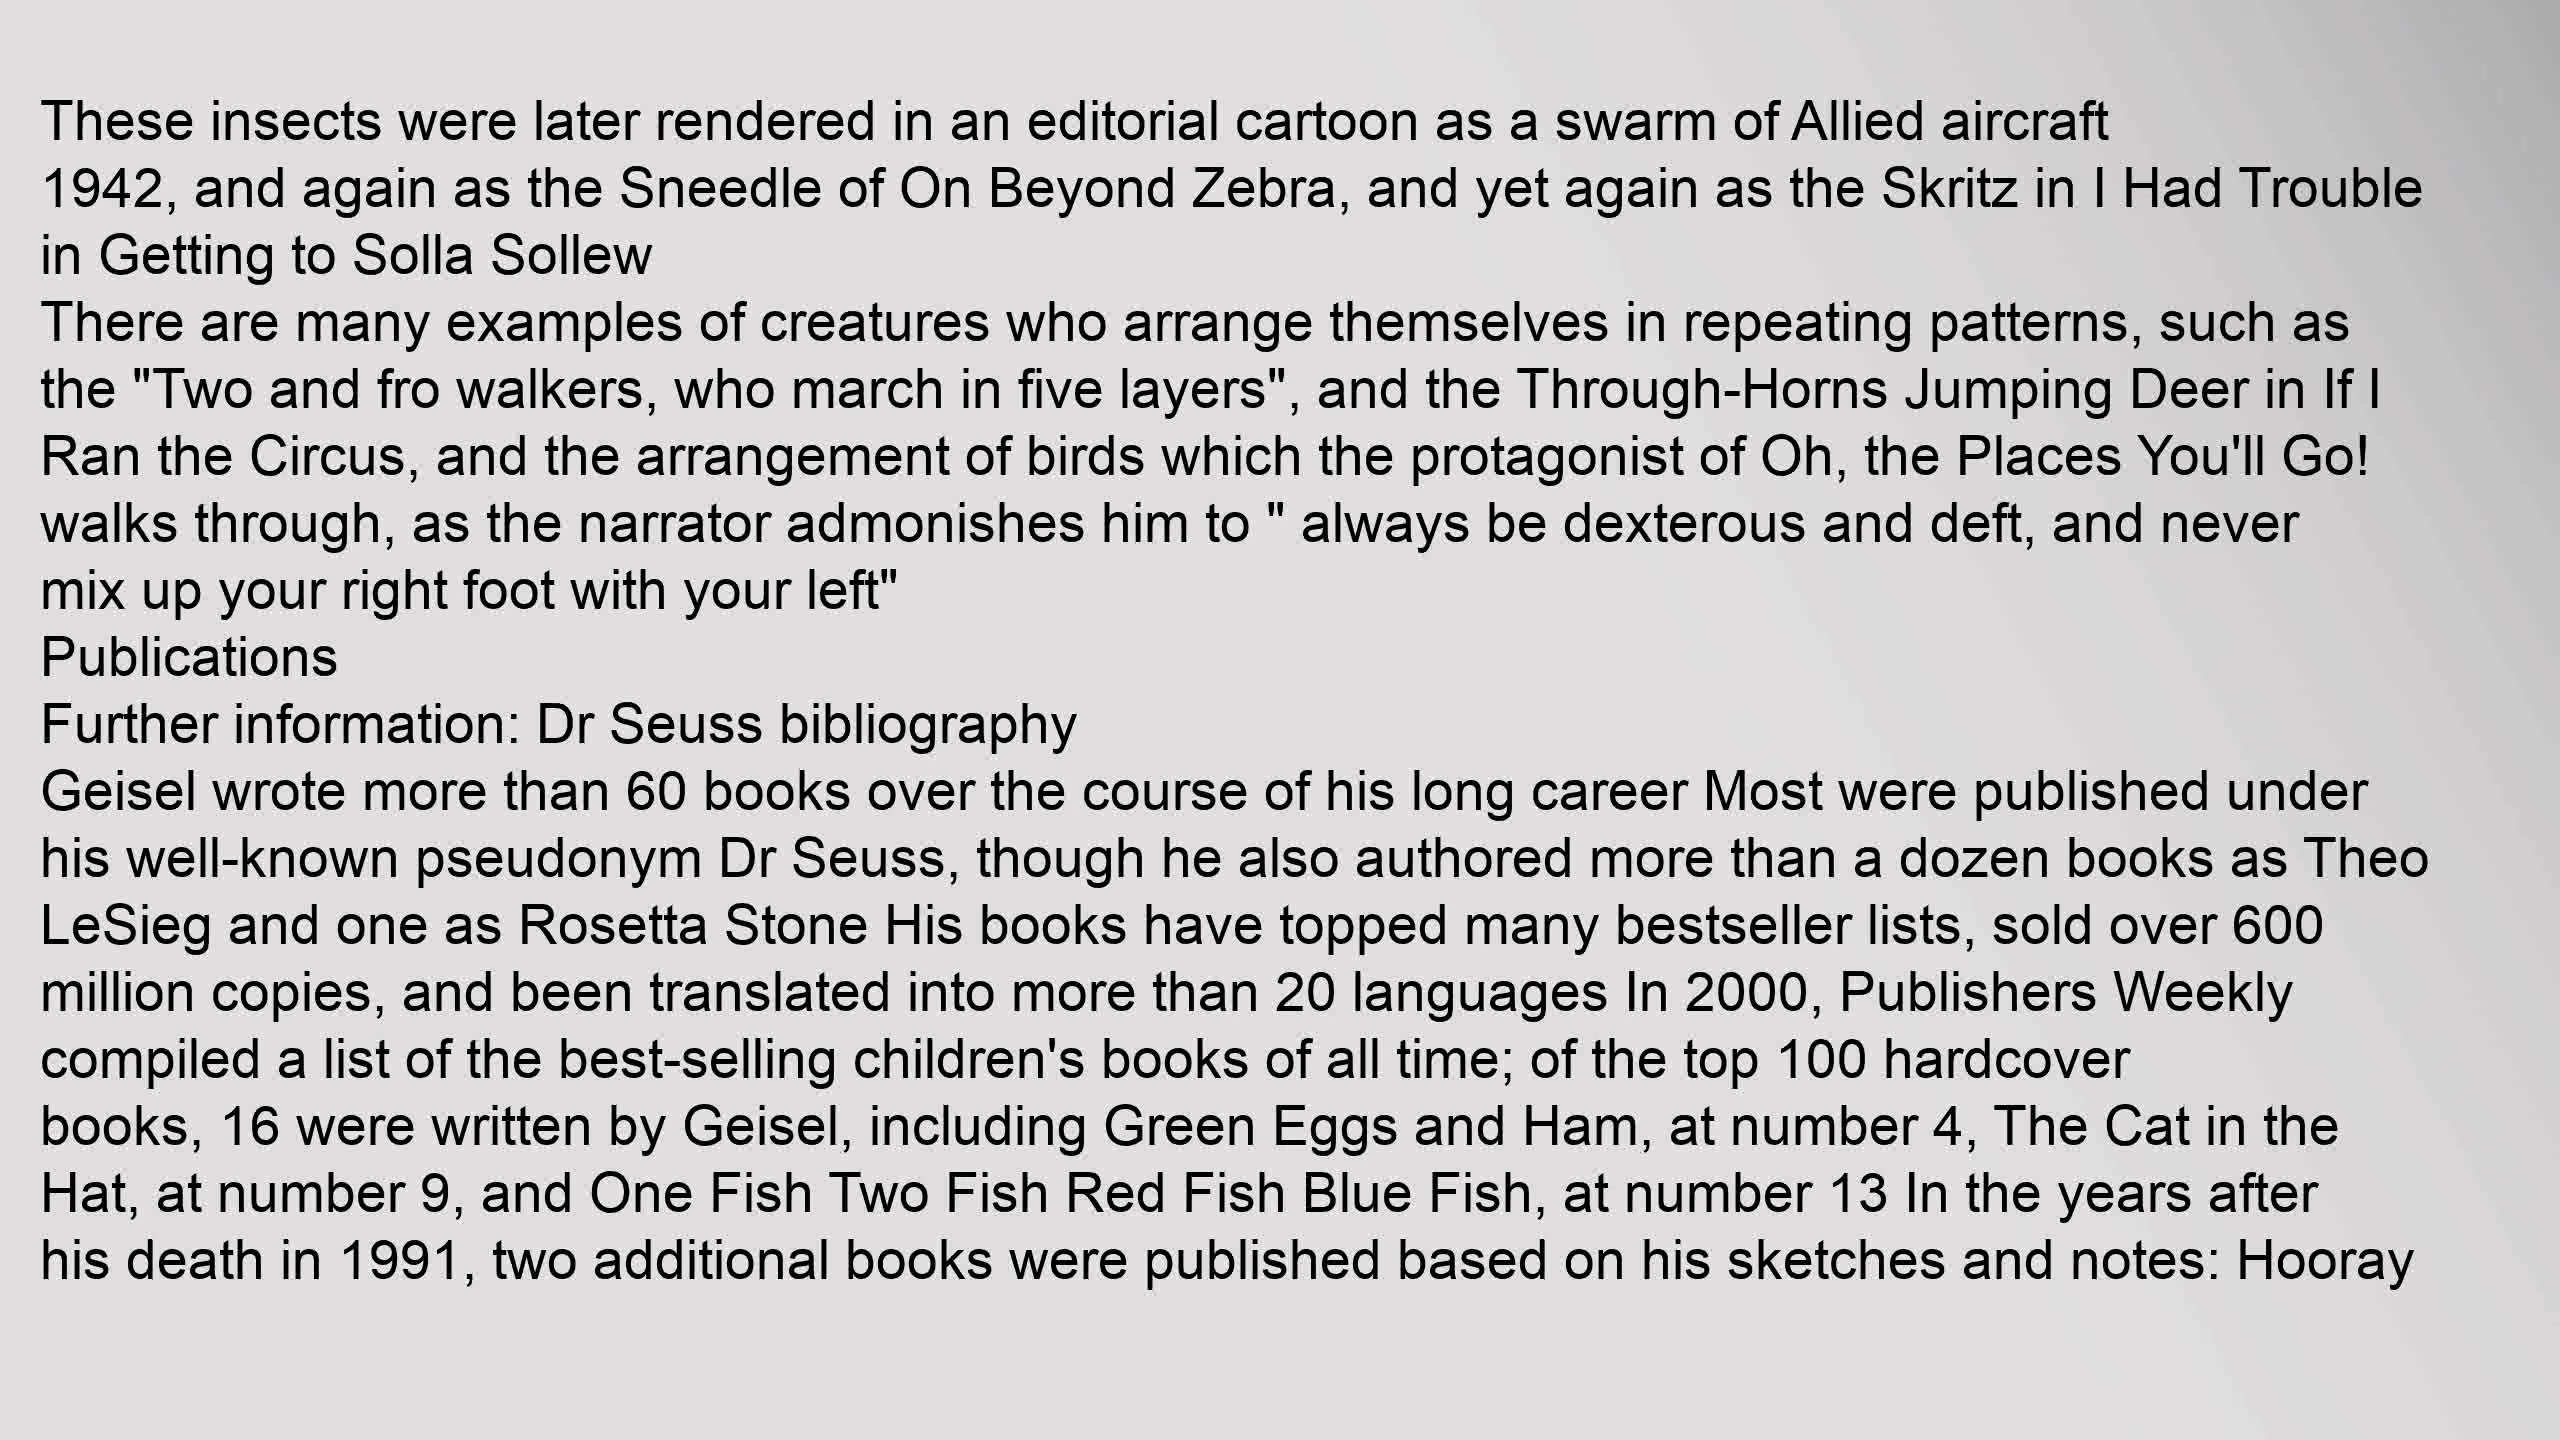 These insects were later rendered in an editorial cartoon as a swarm of Allied aircraft
1942, and again as the Sneedle of On Beyond Zebra, and yet again as the Skritz in I Had Trouble
in Getting to Solla Sollew
There are many examples of creatures who arrange themselves in repeating patterns, such as
the "Two and fro walkers, who march in five layers", and the Through-Horns Jumping Deer in If I
Ran the Circus, and the arrangement of birds which the protagonist of Oh, the Places You'll Go!
walks through, as the narrator admonishes him to " always be dexterous and deft, and never
mix up your right foot with your left"
Publications
Further information: Dr Seuss bibliography
Geisel wrote more than 60 books over the course of his long career Most were published under
his well-known pseudonym Dr Seuss, though he also authored more than a dozen books as Theo
LeSieg and one as Rosetta Stone His books have topped many bestseller lists, sold over 600
million copies, and been translated into more than 20 languages In 2000, Publishers Weekly
compiled a list of the best-selling children's books of all time; of the top 100 hardcover
books, 16 were written by Geisel, including Green Eggs and Ham, at number 4, The Cat in the
Hat, at number 9, and One Fish Two Fish Red Fish Blue Fish, at number 13 In the years after
his death in 1991, two additional books were published based on his sketches and notes: Hooray